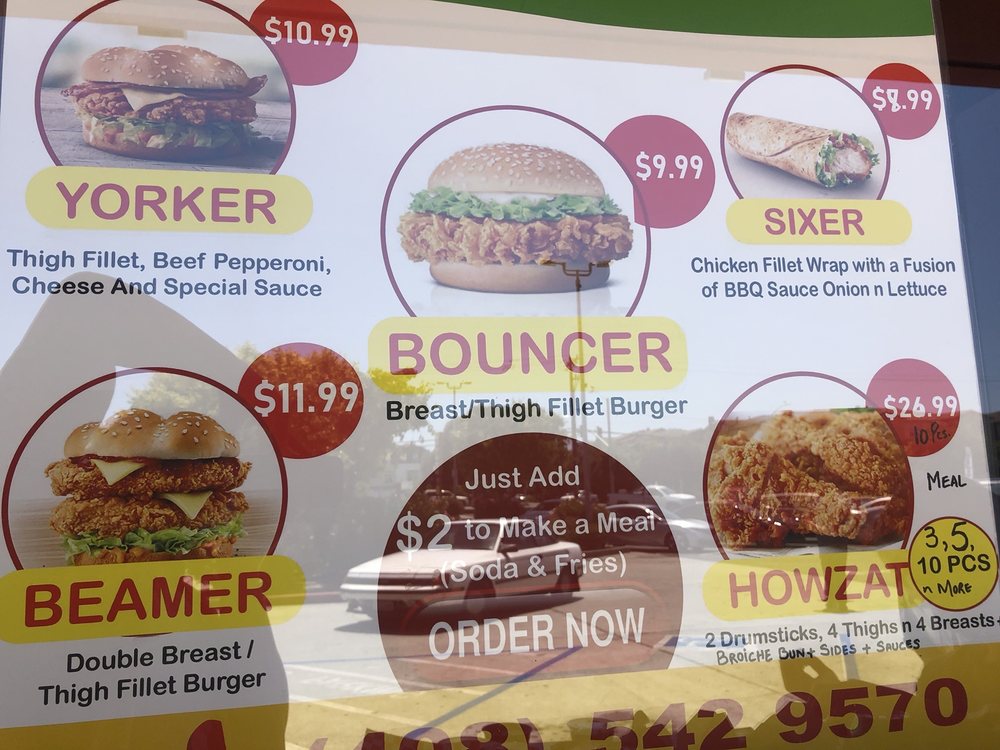 $10.99
YORKER
Thigh Fillet, Beef Pepperoni,
Cheese And Special Sauce
$9.99
BOUNCER
Breast/Thigh Fillet Burger
$8.99
SIXER
Chicken Fillet Wrap with a Fusion
of BBQ Sauce Onion n Lettuce
$11.99
BEAMER
Double Breast /
Thigh Fillet Burger
Just Add
$2 to Make a Meal
(Soda & Fries)
ORDER NOW
$26.99
10 Pcs.
MEAL
3, 5,
10 PCS
n MORE
HOWZAT
2 Drumsticks, 4 Thighs n 4 Breasts+
BROICHE BUN+ SIDES + SAUCES
(408) 542 9570